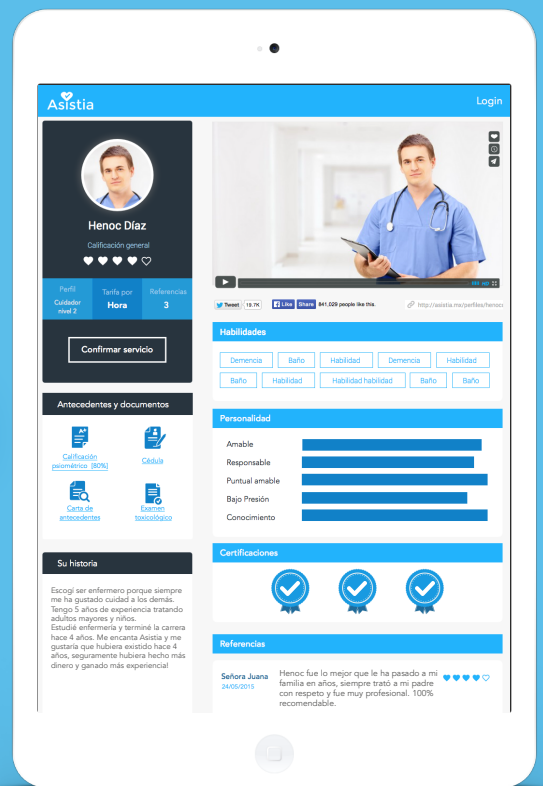 Asistia
Login
Henoc Díaz
Calificación general
Perfil
Cuidador
nivel 2
Tarifa por
Hora
Referencias
3
Confirmar servicio
Antecedentes y documentos
Calificación
psiométrico [80%]
Cédula
Carta de
antecedentes
Examen
toxicológico
Su historia
Escogí ser enfermero porque siempre
me ha gustado cuidad a los demás.
Tengo 5 años de experiencia tratando
adultos mayores y niños.
Estudié enfermería y terminé la carrera
hace 4 años. Me encanta Asistia y me
gustaría que hubiera existido hace 4
años, seguramente hubiera hecho más
dinero y ganado más experiencia!
HD
Tweet 19.7K Like Share 841,029 people like this. http://asistia.mx/perfiles/henoc
Habilidades
Demencia Baño Habilidad Demencia Habilidad
Baño Habilidad Habilidad habilidad Baño Baño
Personalidad
Amable
Responsable
Puntual amable
Bajo Presión
Conocimiento
Certificaciones
Referencias
Señora Juana
24/05/2015
Henoc fue lo mejor que le ha pasado a mi
familia en años, siempre trató a mi padre
con respeto y fue muy profesional. 100%
recomendable.